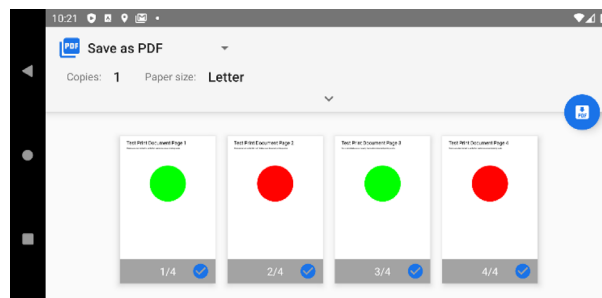 10:21
PDF Save as PDF
Copies: 1 Paper size: Letter
PDF
Test Print Document Page 1
Test Print Document Page 2
Test Print Document Page 3
Test Print Document Page 4
1/4
2/4
3/4
4/4